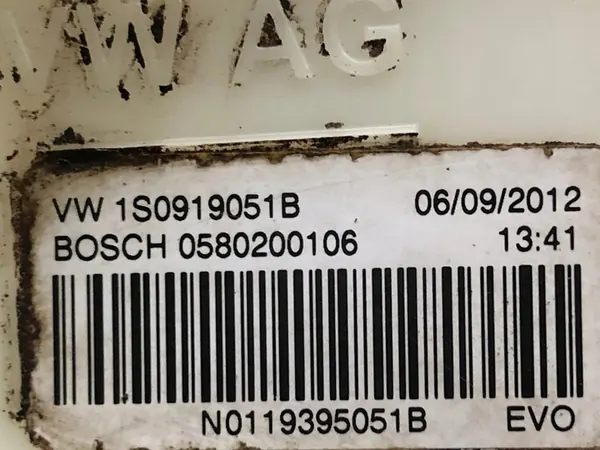 VW AG
VW 1S0919051B 06/09/2012
BOSCH 0580200106 13:41
N0119395051B EVO